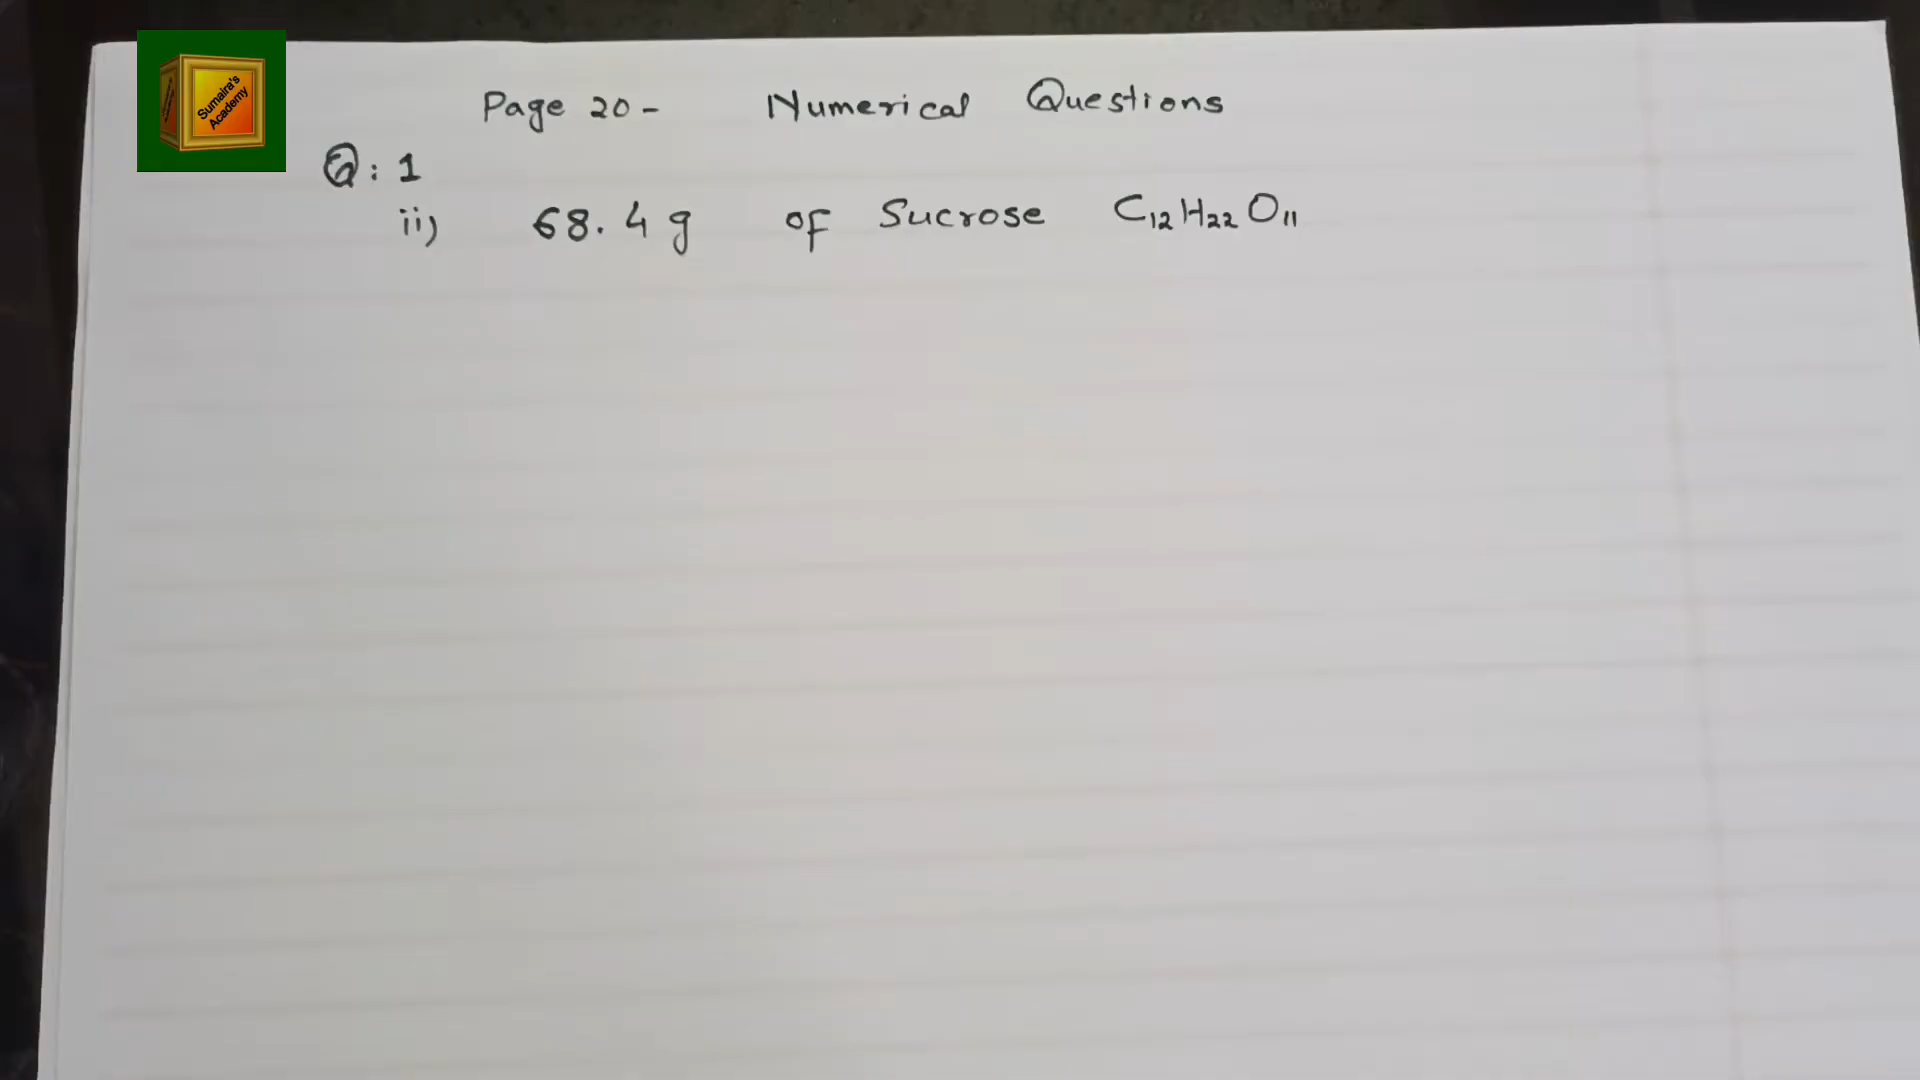 Sumaira's
Academy
Page 20- Numerical Questions
Q: 1
ii) 68.4 g of Sucrose C₁₂H₂₂O₁₁